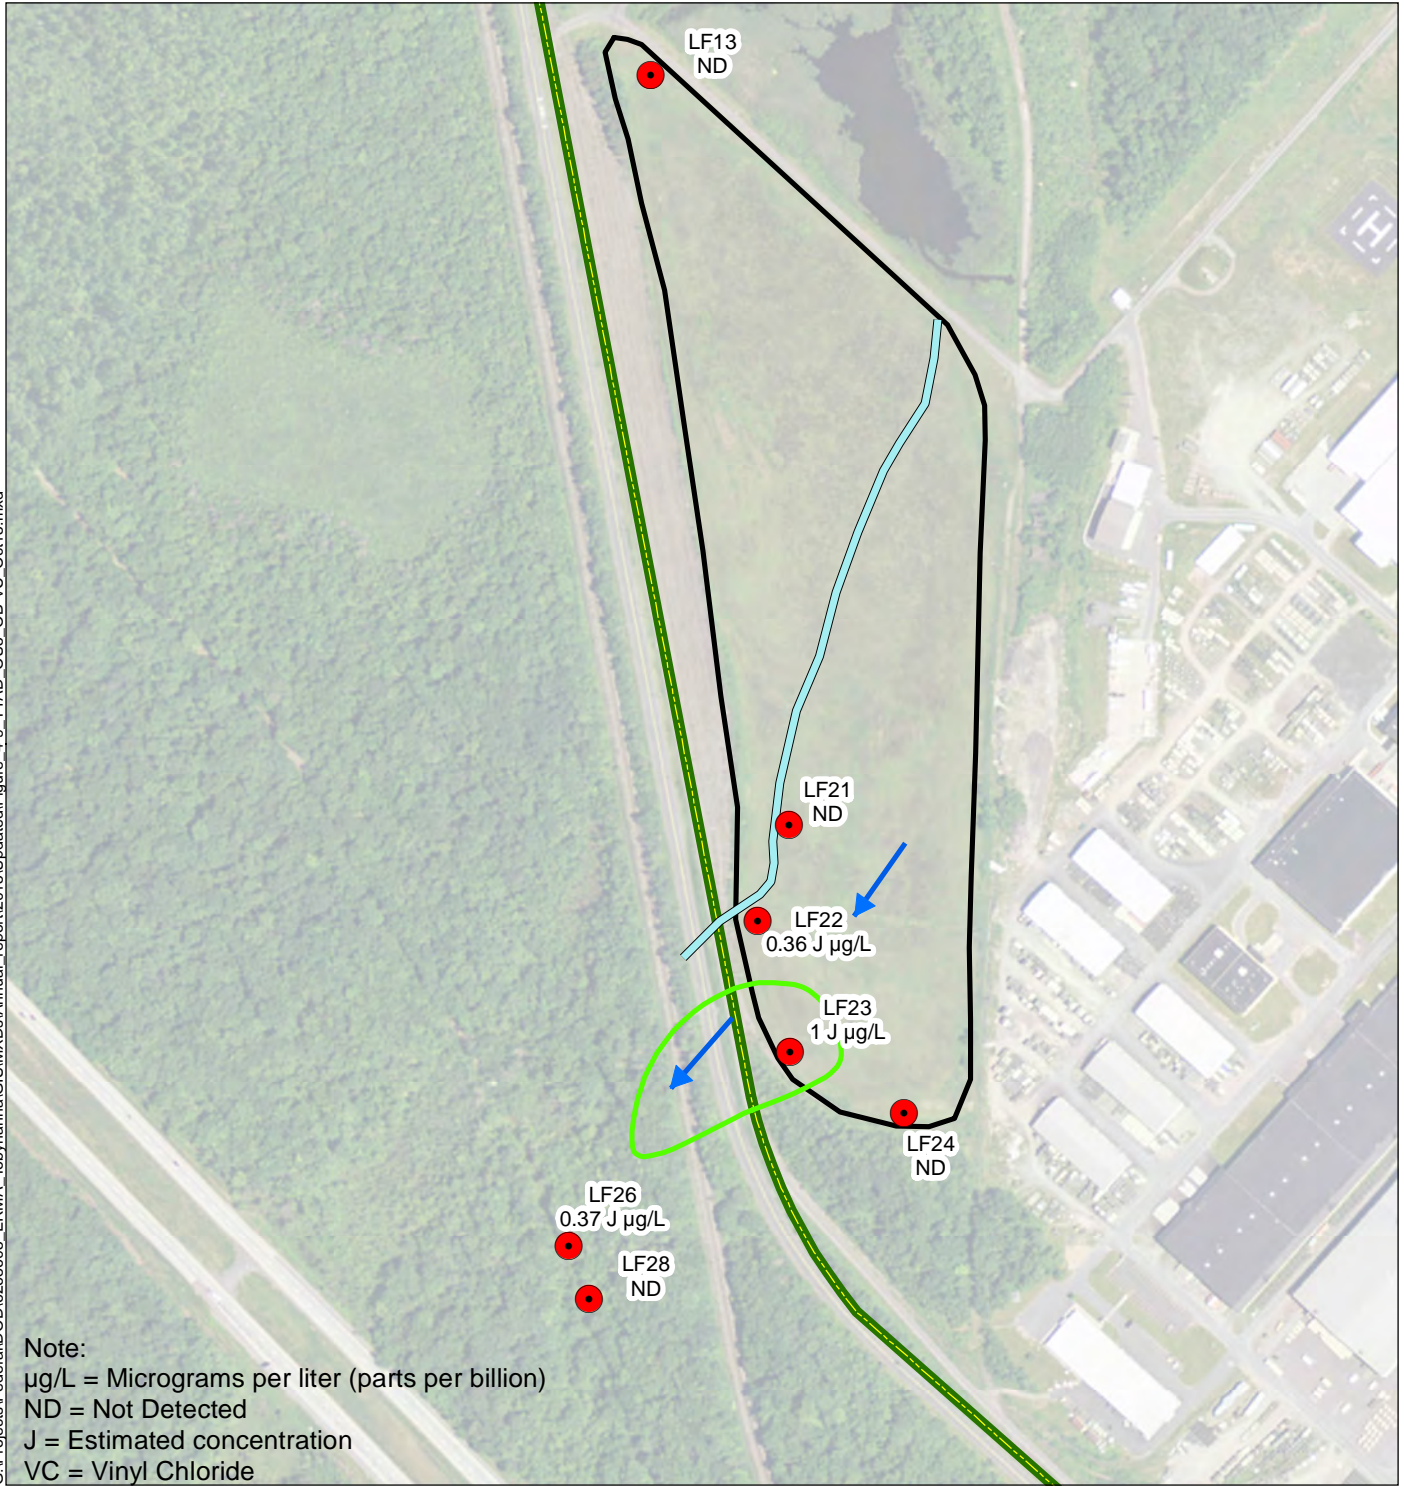 LF13
ND
LF21
ND
LF22
0.36 J µg/L
LF23
1 J µg/L
LF24
ND
LF26
0.37 J µg/L
LF28
ND
H
Note:
µg/L = Micrograms per liter (parts per billion)
ND = Not Detected
J = Estimated concentration
VC = Vinyl Chloride